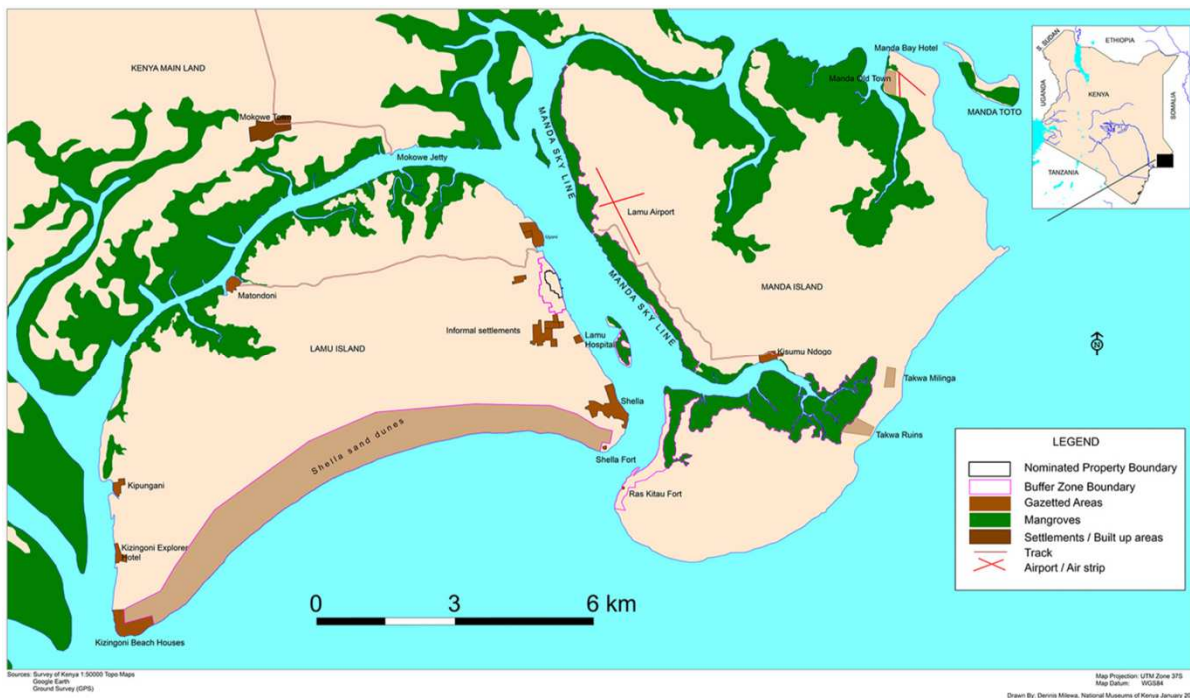 S. SUDAN
ETHIOPIA
UGANDA
KENYA
SOMALIA
TANZANIA
KENYA MAIN LAND
Manda Bay Hotel
Manda Old Town
MANDA TOTO
Mokowe Town
MANDA SKY LINE
Mokowe Jetty
Lamu Airport
MANDA SKY LINE
MANDA ISLAND
Matondoni
Informal settlements
Lamu
Hospital
LAMU ISLAND
Kisumu Ndogo
N
Takwa Milinga
Shella
Shella sand dunes
Takwa Ruins
Shella Fort
Ras Kitau Fort
Kipungani
Kizingoni Explorer
Hotel
Kizingoni Beach Houses
0 3 6 km
LEGEND
Nominated Property Boundary
Buffer Zone Boundary
Gazetted Areas
Mangroves
Settlements / Built up areas
Track
Airport / Air strip
Sources: Survey of Kenya 1:50000 Topo Maps
Google Earth
Ground Survey (GPS)
Map Projection: UTM Zone 37S
Map Datum: WGS84
Drawn By: Dennis Milewa, National Museums of Kenya January